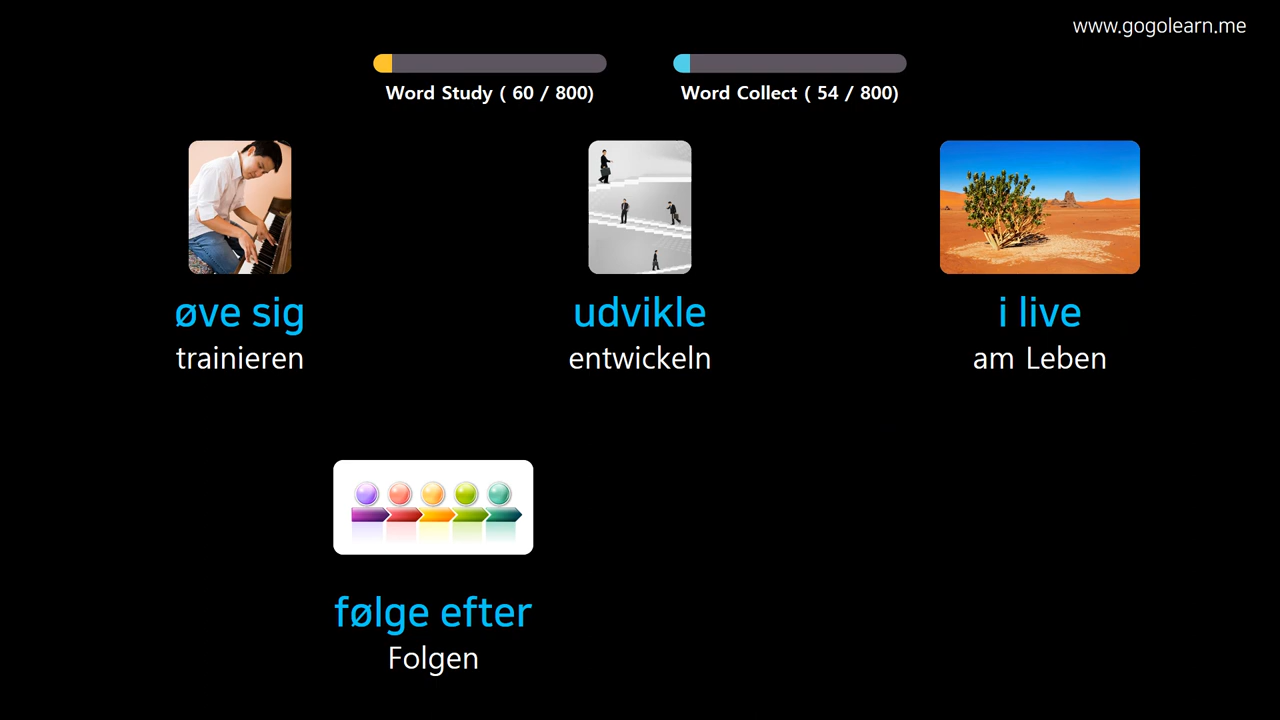 www.gogolearn.me
Word Study ( 60 / 800)
Word Collect ( 54 / 800)
øve sig
trainieren
udvikle
entwickeln
i live
am Leben
følge efter
Folgen